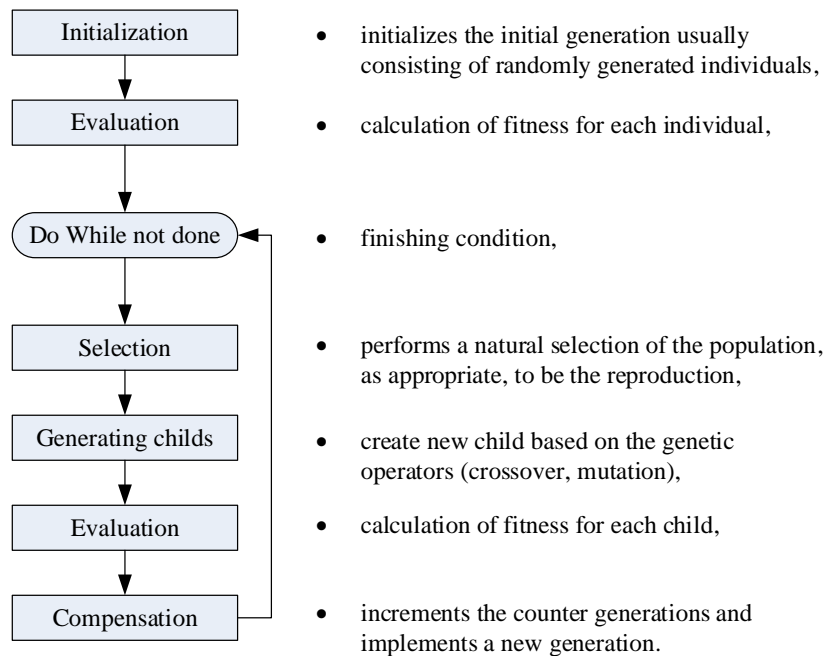 Initialization
• initializes the initial generation usually
consisting of randomly generated individuals,
Evaluation
• calculation of fitness for each individual,
Do While not done
• finishing condition,
Selection
• performs a natural selection of the population,
as appropriate, to be the reproduction,
Generating childs
• create new child based on the genetic
operators (crossover, mutation),
Evaluation
• calculation of fitness for each child,
Compensation
• increments the counter generations and
implements a new generation.